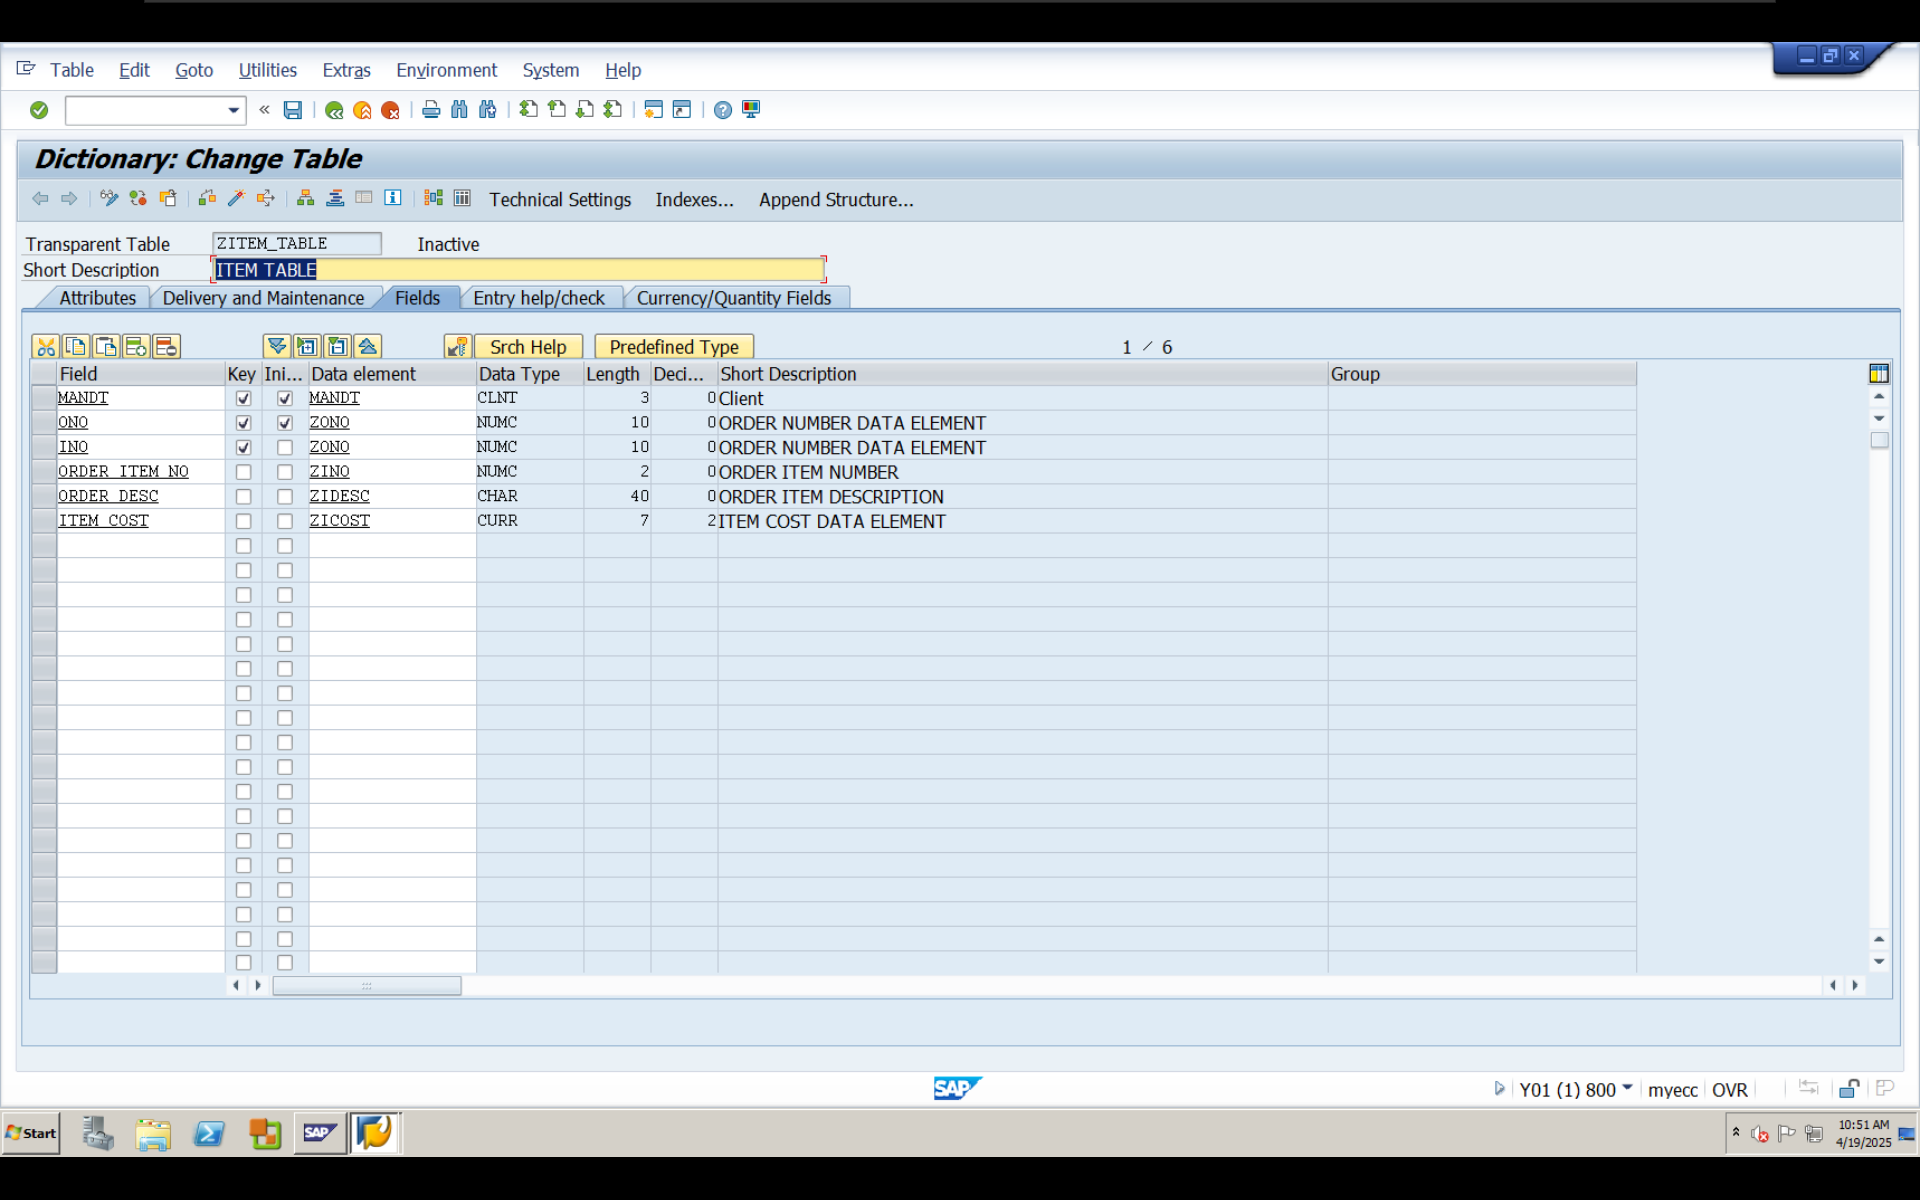 Table Edit Goto Utilities Extras Environment System Help
Dictionary: Change Table
Technical Settings Indexes... Append Structure...
Transparent Table ZITEM_TABLE Inactive
Short Description ITEM TABLE
Attributes Delivery and Maintenance Fields Entry help/check Currency/Quantity Fields
Srch Help Predefined Type 1 / 6
Field Key Ini... Data element Data Type Length Deci... Short Description Group
MANDT MANDT CLNT 3 0 Client
ONO ZONO NUMC 10 0 ORDER NUMBER DATA ELEMENT
INO ZONO NUMC 10 0 ORDER NUMBER DATA ELEMENT
ORDER_ITEM_NO ZINO NUMC 2 0 ORDER ITEM NUMBER
ORDER_DESC ZIDESC CHAR 40 0 ORDER ITEM DESCRIPTION
ITEM_COST ZICOST CURR 7 2 ITEM COST DATA ELEMENT
SAP
Y01 (1) 800 myecc OVR
Start SAP
10:51 AM
4/19/2025